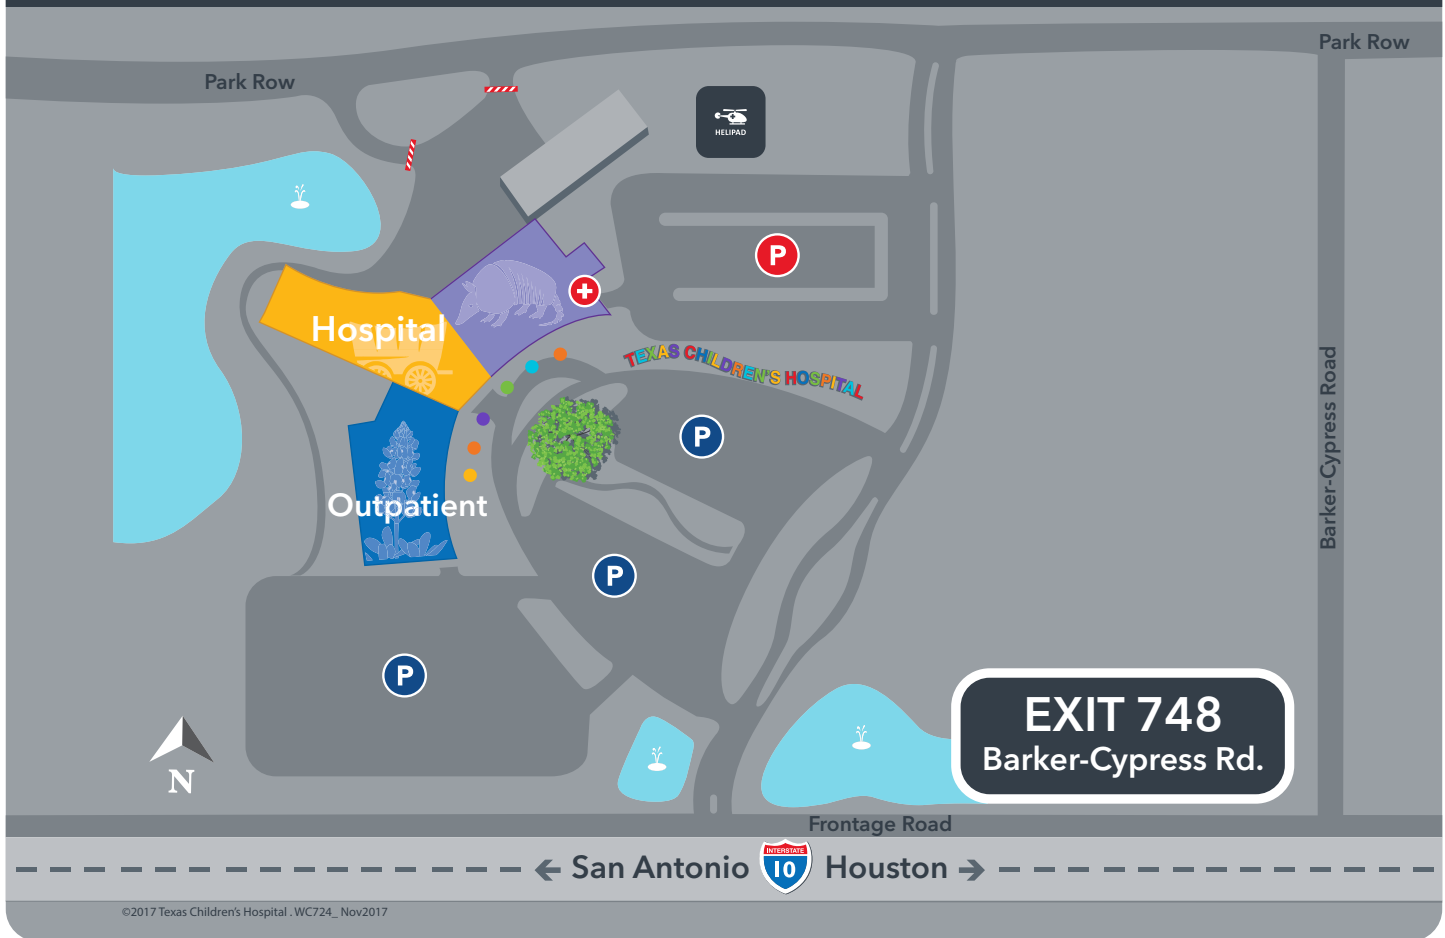 Park Row
Park Row
HELIPAD
P
Hospital
TEXAS CHILDREN'S HOSPITAL
P
Barker-Cypress Road
Outpatient
P
P
EXIT 748
Barker-Cypress Rd.
N
Frontage Road
San Antonio
INTERSTATE
10
Houston
©2017 Texas Children's Hospital . WC724_ Nov2017